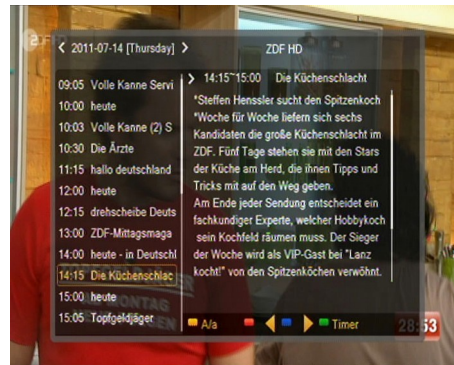 ZDF
< 2011-07-14 [Thursday] >
ZDF HD
09:05 Volle Kanne Servi
10:00 heute
10:03 Volle Kanne (2) S
10:30 Die Ärzte
11:15 hallo deutschland
12:00 heute
12:15 drehscheibe Deuts
13:00 ZDF-Mittagsmaga
14:00 heute - in Deutschl
14:15 Die Küchenschlac
15:00 heute
15:05 Topfgeldjäger
> 14:15~15:00 Die Küchenschlacht
*Steffen Henssler sucht den Spitzenkoch
*Woche für Woche liefern sich sechs
Kandidaten die große Küchenschlacht im
ZDF. Fünf Tage stehen sie mit den Stars
der Küche am Herd, die ihnen Tipps und
Tricks mit auf den Weg geben.
Am Ende jeder Sendung entscheidet ein
fachkundiger Experte, welcher Hobbykoch
sein Kochfeld räumen muss. Der Sieger
der Woche wird als VIP-Gast bei "Lanz
kocht!" von den Spitzenköchen verwöhnt.
A/a
Timer
28:53